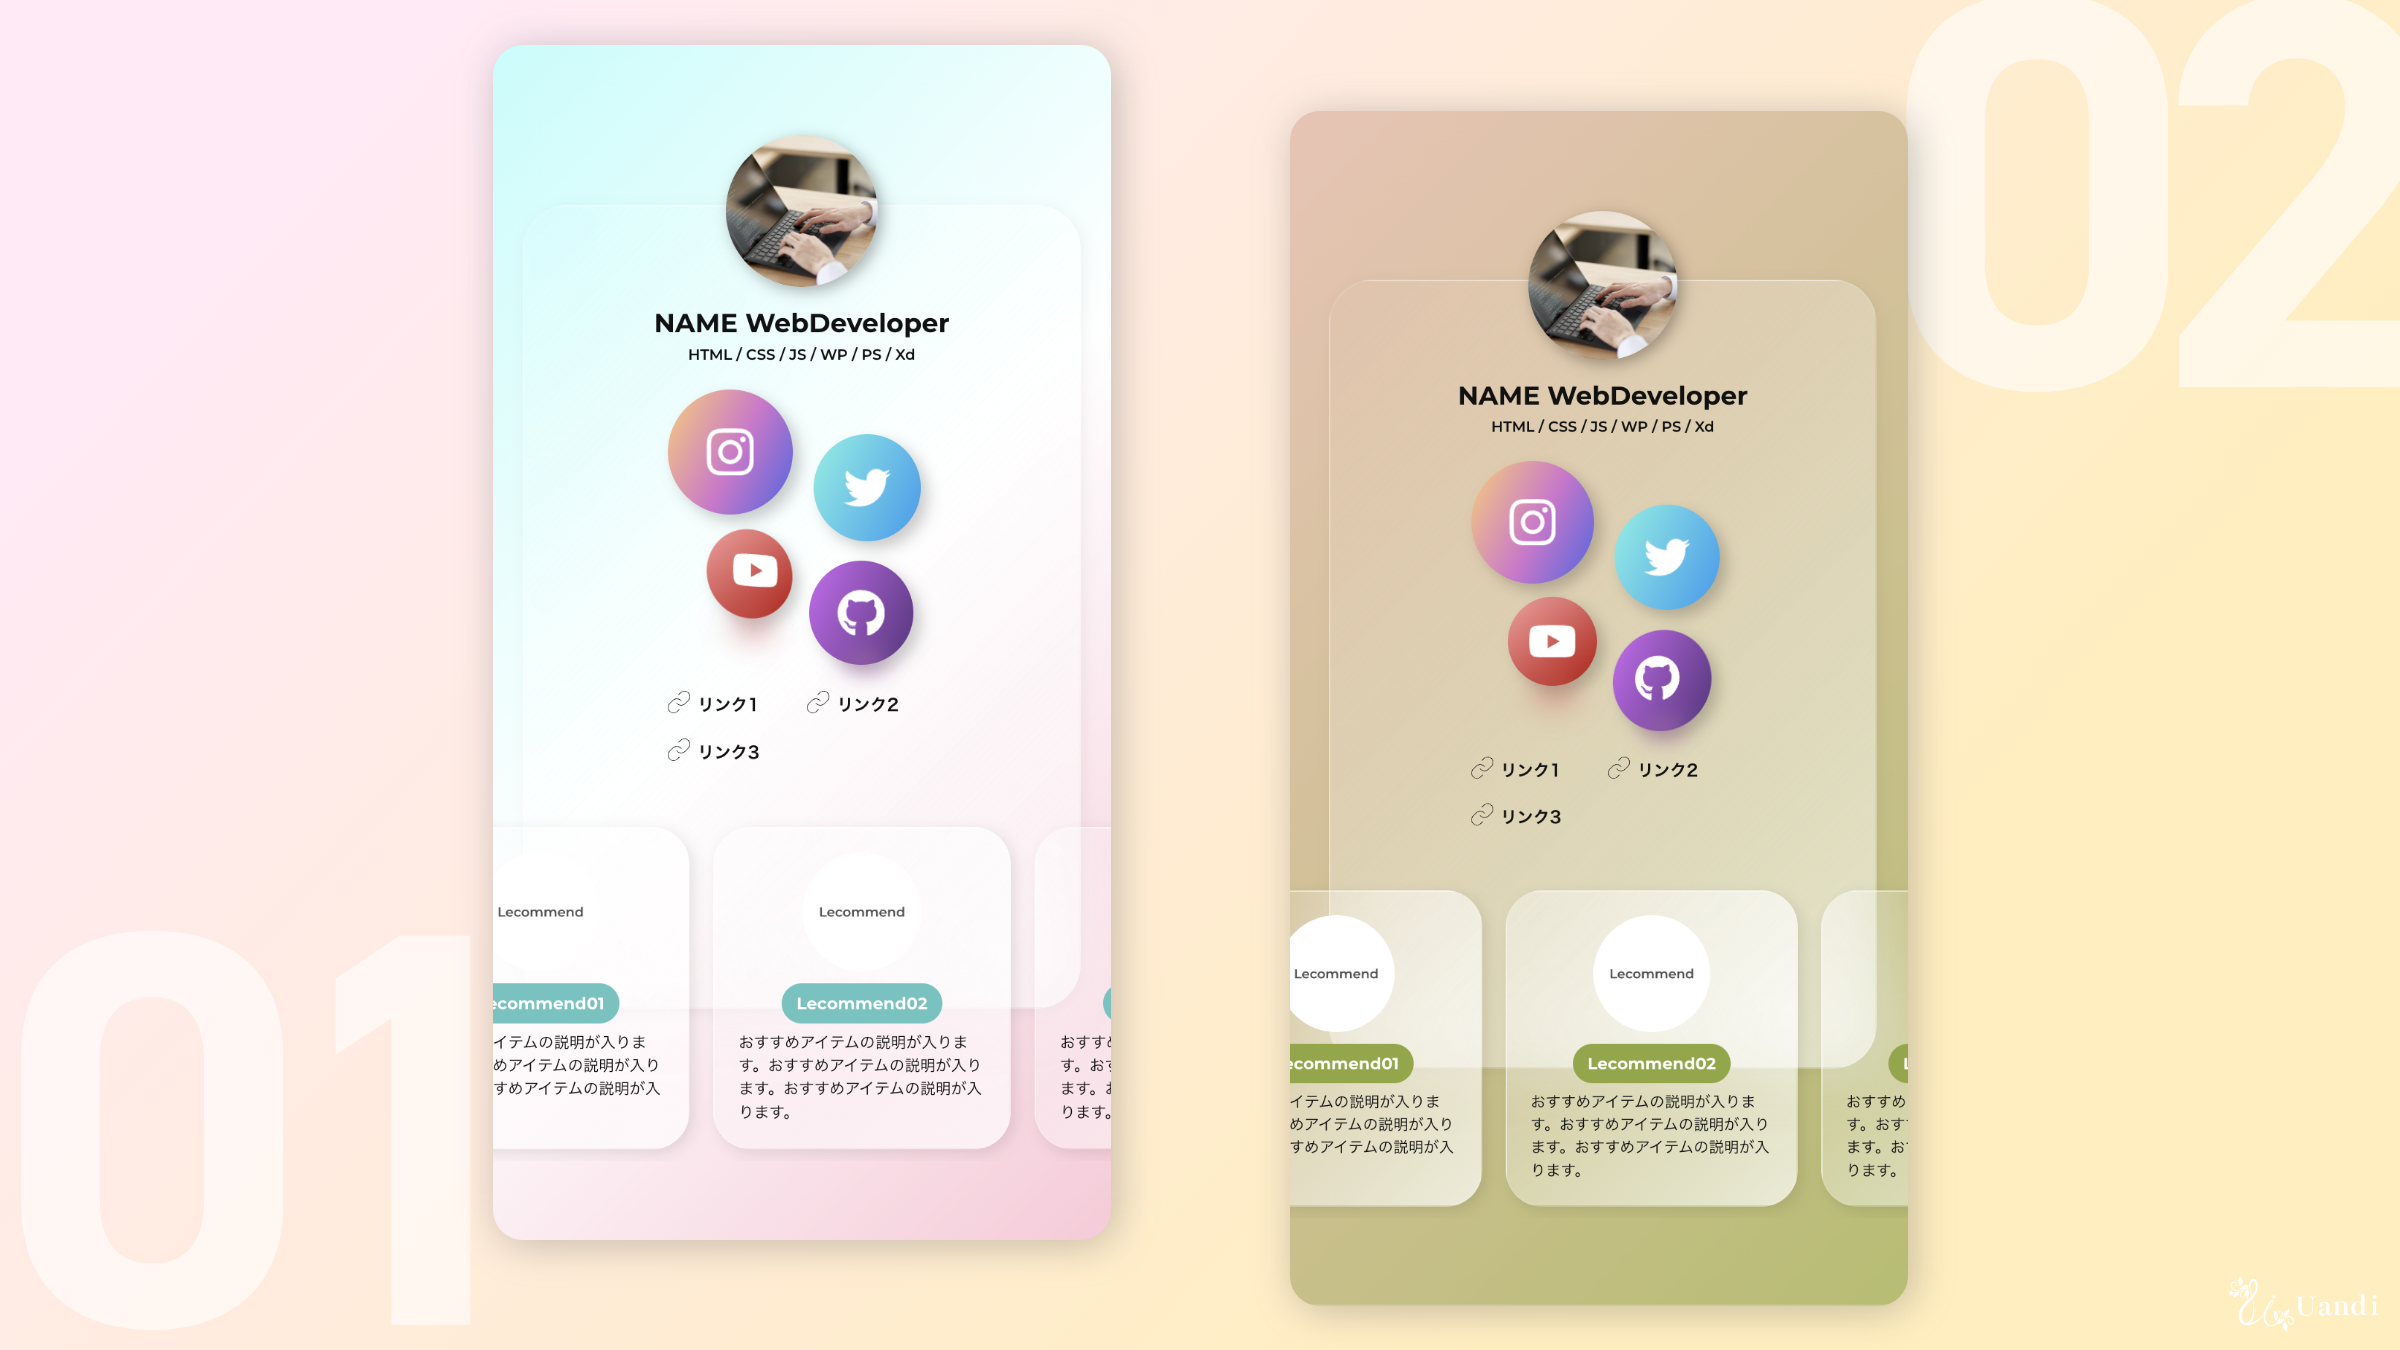 01
NAME WebDeveloper
HTML / CSS / JS / WP / PS / Xd
リンク1
リンク2
リンク3
Lecommend
ecommend01
イテムの説明が入りま
めアイテムの説明が入り
すめアイテムの説明が入
Lecommend
Lecommend02
おすすめアイテムの説明が入りま
す。おすすめアイテムの説明が入り
ます。おすすめアイテムの説明が入
ります。
おすすめ
す。おす
ます。お
ります。
02
NAME WebDeveloper
HTML / CSS / JS / WP / PS / Xd
リンク1
リンク2
リンク3
Lecommend
ecommend01
イテムの説明が入りま
めアイテムの説明が入り
すめアイテムの説明が入
Lecommend
Lecommend02
おすすめアイテムの説明が入りま
す。おすすめアイテムの説明が入り
ます。おすすめアイテムの説明が入
ります。
L
おすすめ
す。おす
ます。お
ります。
Uandi